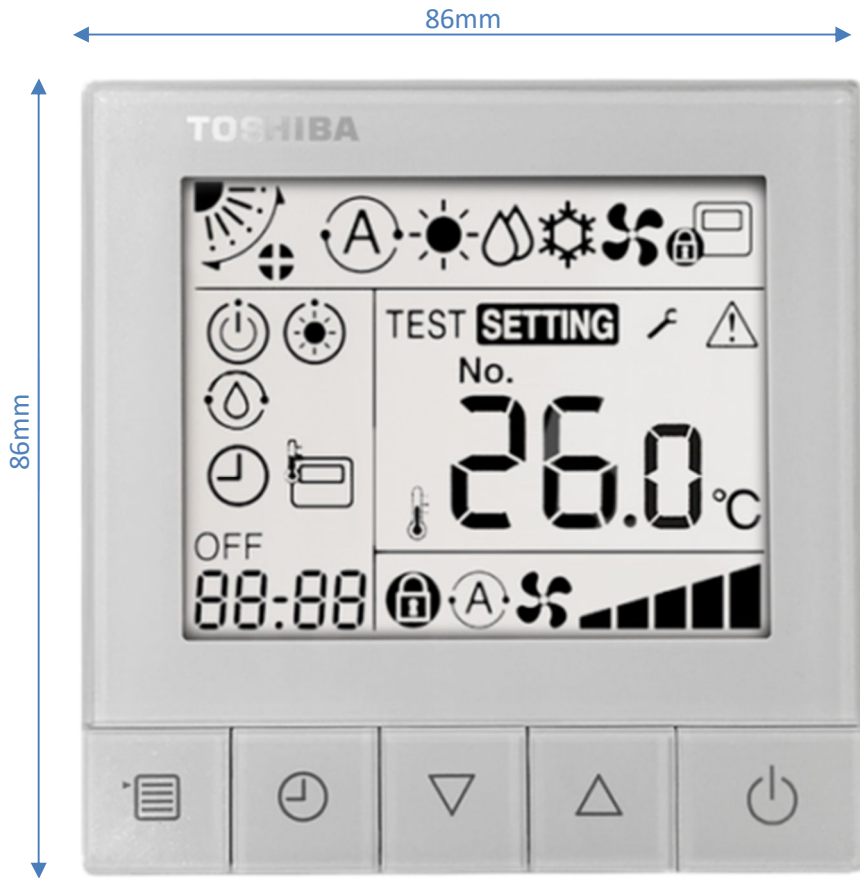 86mm
86mm
TOSHIBA
A
TEST SETTING
No.
26.0°C
OFF
88:88
A